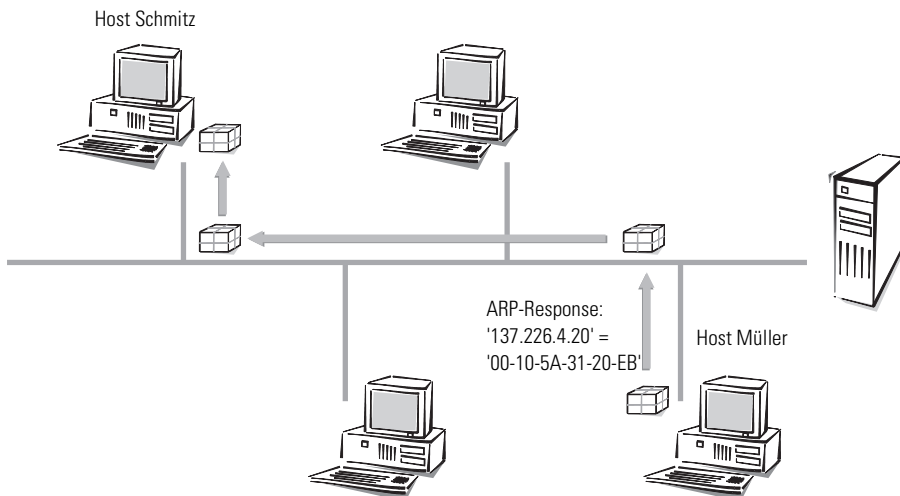 Host Schmitz
ARP-Response:
'137.226.4.20' =
'00-10-5A-31-20-EB'
Host Müller